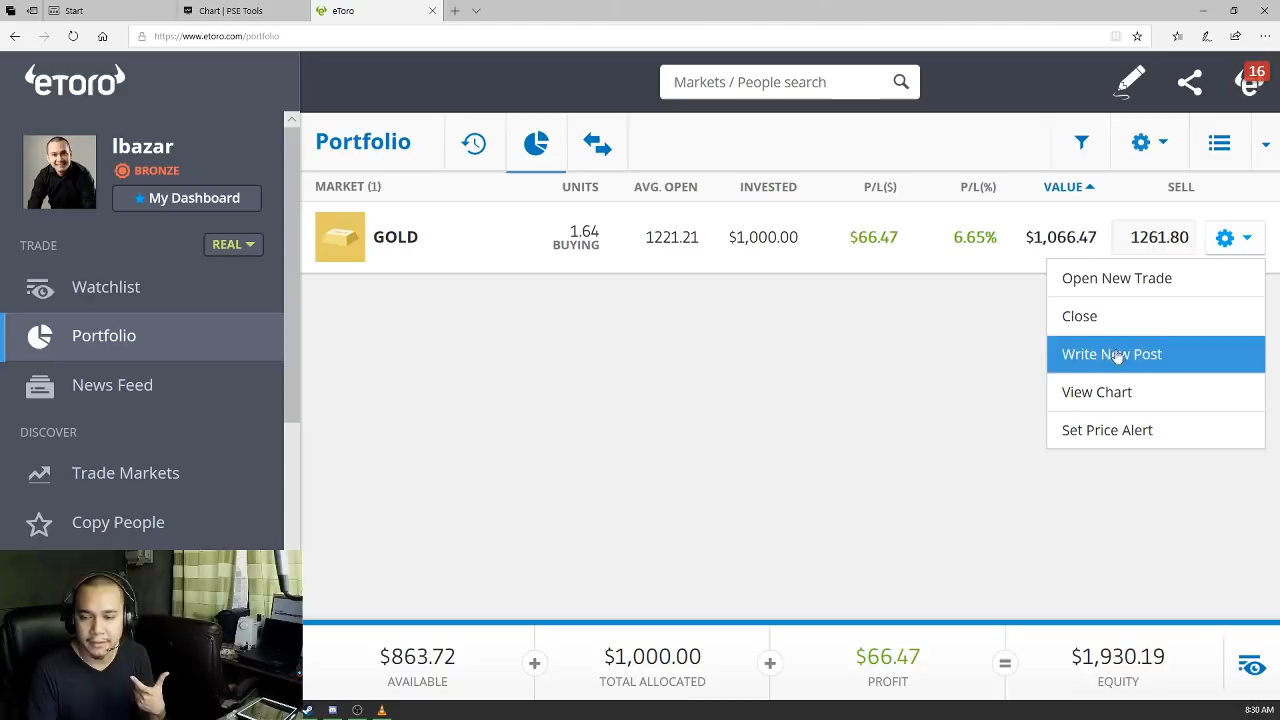 Start
Chart | PSE Tools
eToro
https://www.etoro.com/portfolio
eToro
Markets / People search
16
lbazar
BRONZE
My Dashboard
TRADE
REAL
Watchlist
Portfolio
News Feed
DISCOVER
Trade Markets
Copy People
Portfolio
MARKET (1) UNITS AVG. OPEN INVESTED P/L($) P/L(%) VALUE SELL
GOLD 1.64 BUYING 1221.21 $1,000.00 $66.47 6.65% $1,066.47 1261.80
Open New Trade
Close
Write New Post
View Chart
Set Price Alert
$863.72 + $1,000.00 + $66.47 = $1,930.19
AVAILABLE TOTAL ALLOCATED PROFIT EQUITY
8:30 AM